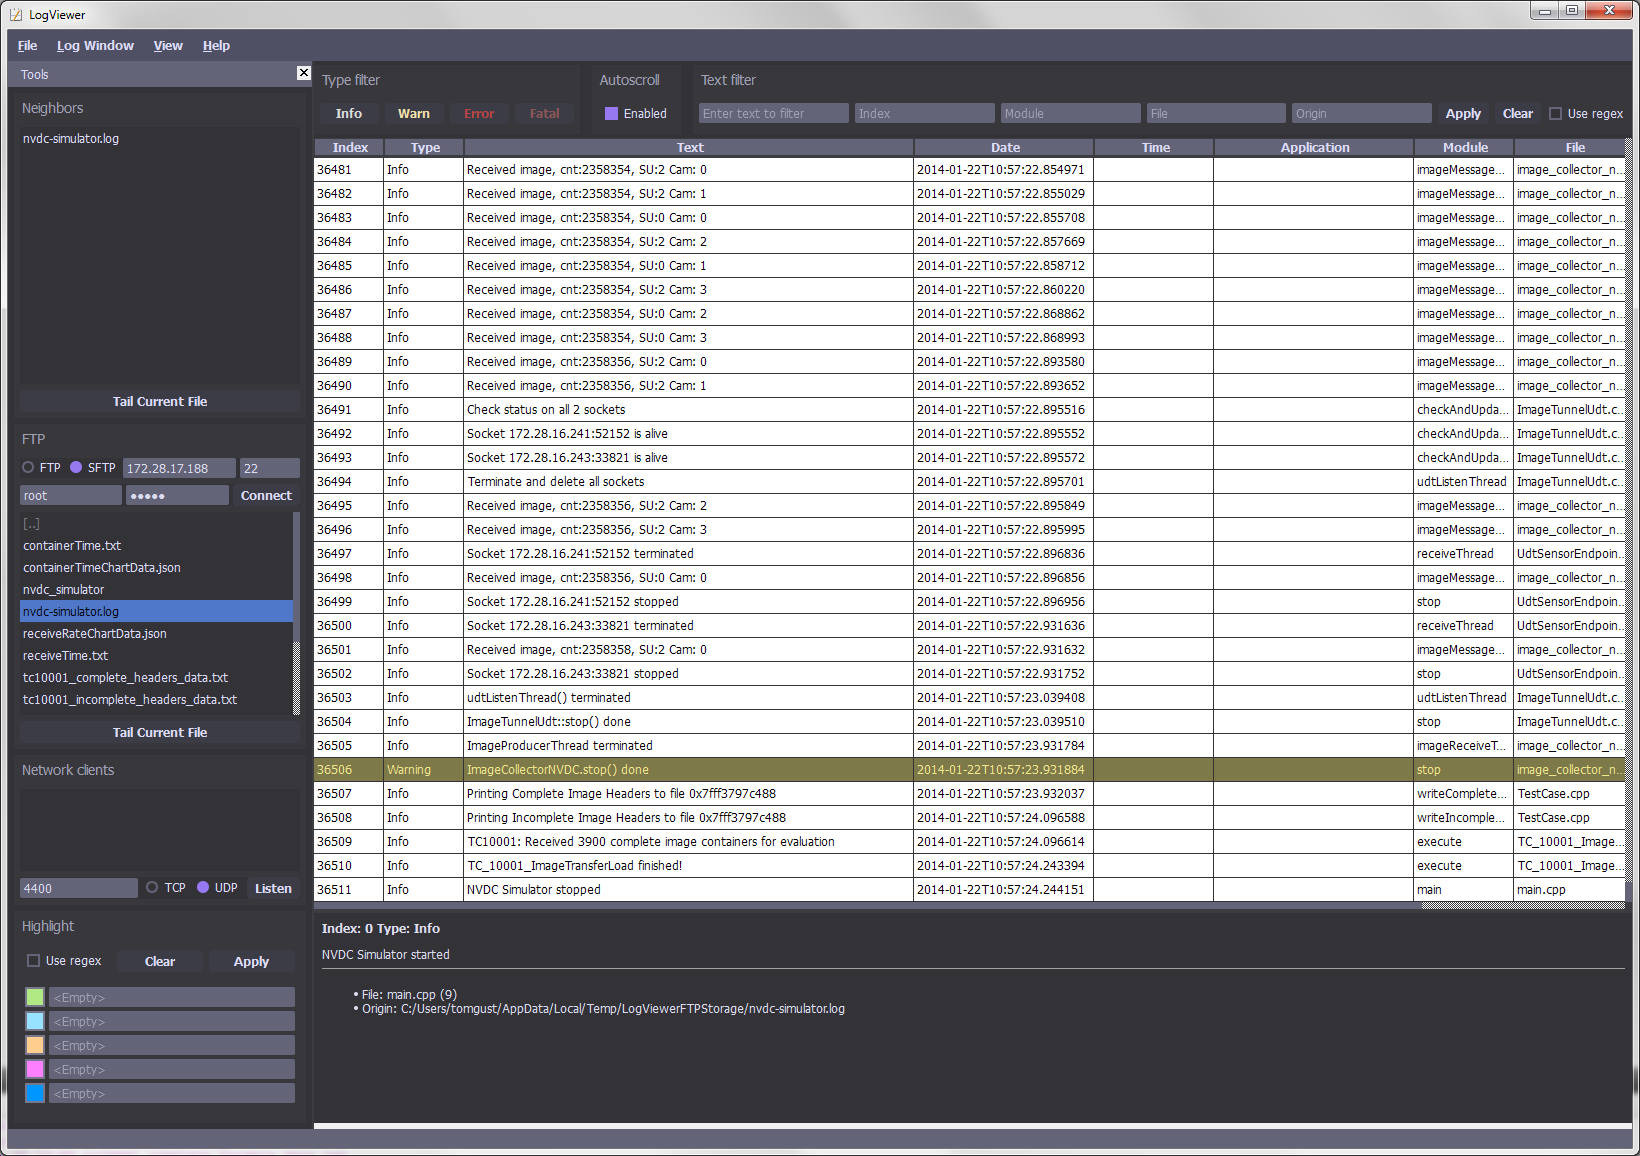 LogViewer
File Log Window View Help
Tools
Neighbors
nvdc-simulator.log
Tail Current File
FTP
FTP SFTP 172.28.17.188 22
root ●●●●● Connect
[..]
containerTime.txt
containerTimeChartData.json
nvdc_simulator
nvdc-simulator.log
receiveRateChartData.json
receiveTime.txt
tc10001_complete_headers_data.txt
tc10001_incomplete_headers_data.txt
Tail Current File
Network clients
4400 TCP UDP Listen
Highlight
Use regex Clear Apply
<Empty>
<Empty>
<Empty>
<Empty>
<Empty>
Type filter Autoscroll Text filter
Info Warn Error Fatal Enabled Enter text to filter Index Module File Origin Apply Clear Use regex
Index Type Text Date Time Application Module File
36481 Info Received image, cnt:2358354, SU:2 Cam: 0 2014-01-22T10:57:22.854971 imageMessage... image_collector_n...
36482 Info Received image, cnt:2358354, SU:2 Cam: 1 2014-01-22T10:57:22.855029 imageMessage... image_collector_n...
36483 Info Received image, cnt:2358354, SU:0 Cam: 0 2014-01-22T10:57:22.855708 imageMessage... image_collector_n...
36484 Info Received image, cnt:2358354, SU:2 Cam: 2 2014-01-22T10:57:22.857669 imageMessage... image_collector_n...
36485 Info Received image, cnt:2358354, SU:0 Cam: 1 2014-01-22T10:57:22.858712 imageMessage... image_collector_n...
36486 Info Received image, cnt:2358354, SU:2 Cam: 3 2014-01-22T10:57:22.860220 imageMessage... image_collector_n...
36487 Info Received image, cnt:2358354, SU:0 Cam: 2 2014-01-22T10:57:22.868862 imageMessage... image_collector_n...
36488 Info Received image, cnt:2358354, SU:0 Cam: 3 2014-01-22T10:57:22.868993 imageMessage... image_collector_n...
36489 Info Received image, cnt:2358356, SU:2 Cam: 0 2014-01-22T10:57:22.893580 imageMessage... image_collector_n...
36490 Info Received image, cnt:2358356, SU:2 Cam: 1 2014-01-22T10:57:22.893652 imageMessage... image_collector_n...
36491 Info Check status on all 2 sockets 2014-01-22T10:57:22.895516 checkAndUpda... ImageTunnelUdt.c...
36492 Info Socket 172.28.16.241:52152 is alive 2014-01-22T10:57:22.895552 checkAndUpda... ImageTunnelUdt.c...
36493 Info Socket 172.28.16.243:33821 is alive 2014-01-22T10:57:22.895572 checkAndUpda... ImageTunnelUdt.c...
36494 Info Terminate and delete all sockets 2014-01-22T10:57:22.895701 udtListenThread ImageTunnelUdt.c...
36495 Info Received image, cnt:2358356, SU:2 Cam: 2 2014-01-22T10:57:22.895849 imageMessage... image_collector_n...
36496 Info Received image, cnt:2358356, SU:2 Cam: 3 2014-01-22T10:57:22.895995 imageMessage... image_collector_n...
36497 Info Socket 172.28.16.241:52152 terminated 2014-01-22T10:57:22.896836 receiveThread UdtSensorEndpoin...
36498 Info Received image, cnt:2358356, SU:0 Cam: 0 2014-01-22T10:57:22.896856 imageMessage... image_collector_n...
36499 Info Socket 172.28.16.241:52152 stopped 2014-01-22T10:57:22.896956 stop UdtSensorEndpoin...
36500 Info Socket 172.28.16.243:33821 terminated 2014-01-22T10:57:22.931636 receiveThread UdtSensorEndpoin...
36501 Info Received image, cnt:2358358, SU:2 Cam: 0 2014-01-22T10:57:22.931632 imageMessage... image_collector_n...
36502 Info Socket 172.28.16.243:33821 stopped 2014-01-22T10:57:22.931752 stop UdtSensorEndpoin...
36503 Info udtListenThread() terminated 2014-01-22T10:57:23.039408 udtListenThread ImageTunnelUdt.c...
36504 Info ImageTunnelUdt::stop() done 2014-01-22T10:57:23.039510 stop ImageTunnelUdt.c...
36505 Info ImageProducerThread terminated 2014-01-22T10:57:23.931784 imageReceiveT... image_collector_n...
36506 Warning ImageCollectorNVDC.stop() done 2014-01-22T10:57:23.931884 stop image_collector_n...
36507 Info Printing Complete Image Headers to file 0x7fff3797c488 2014-01-22T10:57:23.932037 writeComplete... TestCase.cpp
36508 Info Printing Incomplete Image Headers to file 0x7fff3797c488 2014-01-22T10:57:24.096588 writeIncomple... TestCase.cpp
36509 Info TC10001: Received 3900 complete image containers for evaluation 2014-01-22T10:57:24.096614 execute TC_10001_Image...
36510 Info TC_10001_ImageTransferLoad finished! 2014-01-22T10:57:24.243394 execute TC_10001_Image...
36511 Info NVDC Simulator stopped 2014-01-22T10:57:24.244151 main main.cpp
Index: 0 Type: Info
NVDC Simulator started
• File: main.cpp (9)
• Origin: C:/Users/tomgust/AppData/Local/Temp/LogViewerFTPStorage/nvdc-simulator.log